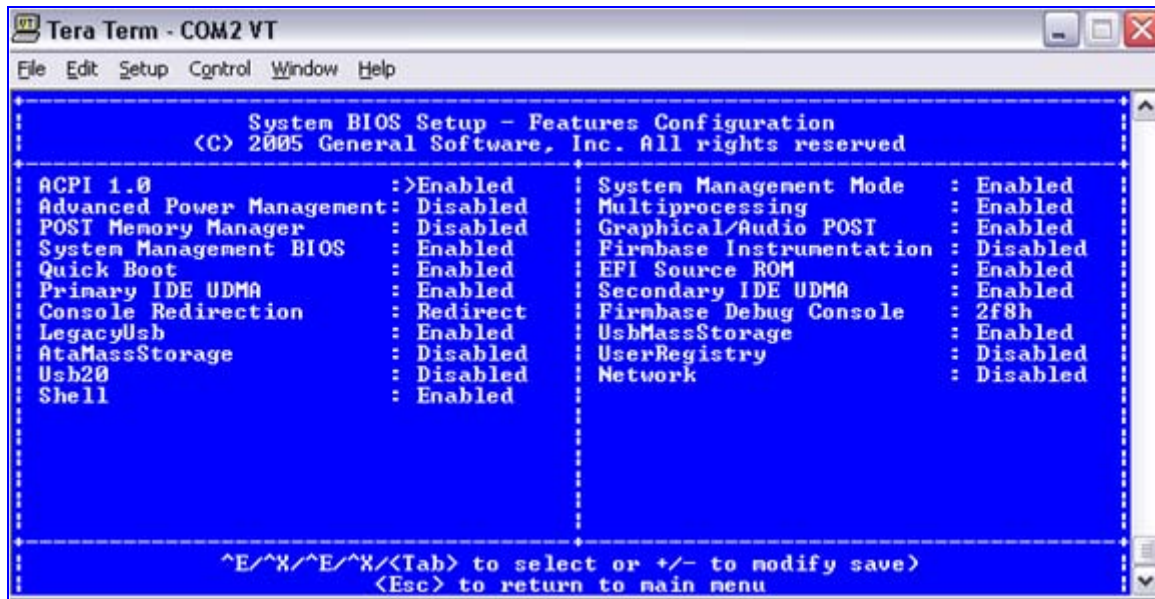 Tera Term - COM2 VT
File Edit Setup Control Window Help
System BIOS Setup - Features Configuration
(C) 2005 General Software, Inc. All rights reserved
ACPI 1.0 :>Enabled
Advanced Power Management: Disabled
POST Memory Manager : Disabled
System Management BIOS : Enabled
Quick Boot : Enabled
Primary IDE UDMA : Enabled
Console Redirection : Redirect
LegacyUsb : Enabled
AtaMassStorage : Disabled
Usb20 : Disabled
Shell : Enabled
System Management Mode : Enabled
Multiprocessing : Enabled
Graphical/Audio POST : Enabled
Firmbase Instrumentation : Disabled
EFI Source ROM : Enabled
Secondary IDE UDMA : Enabled
Firmbase Debug Console : 2f8h
UsbMassStorage : Enabled
UserRegistry : Disabled
Network : Disabled
^E/^X/^E/^X/<Tab> to select or +/- to modify save)
<Esc> to return to main menu